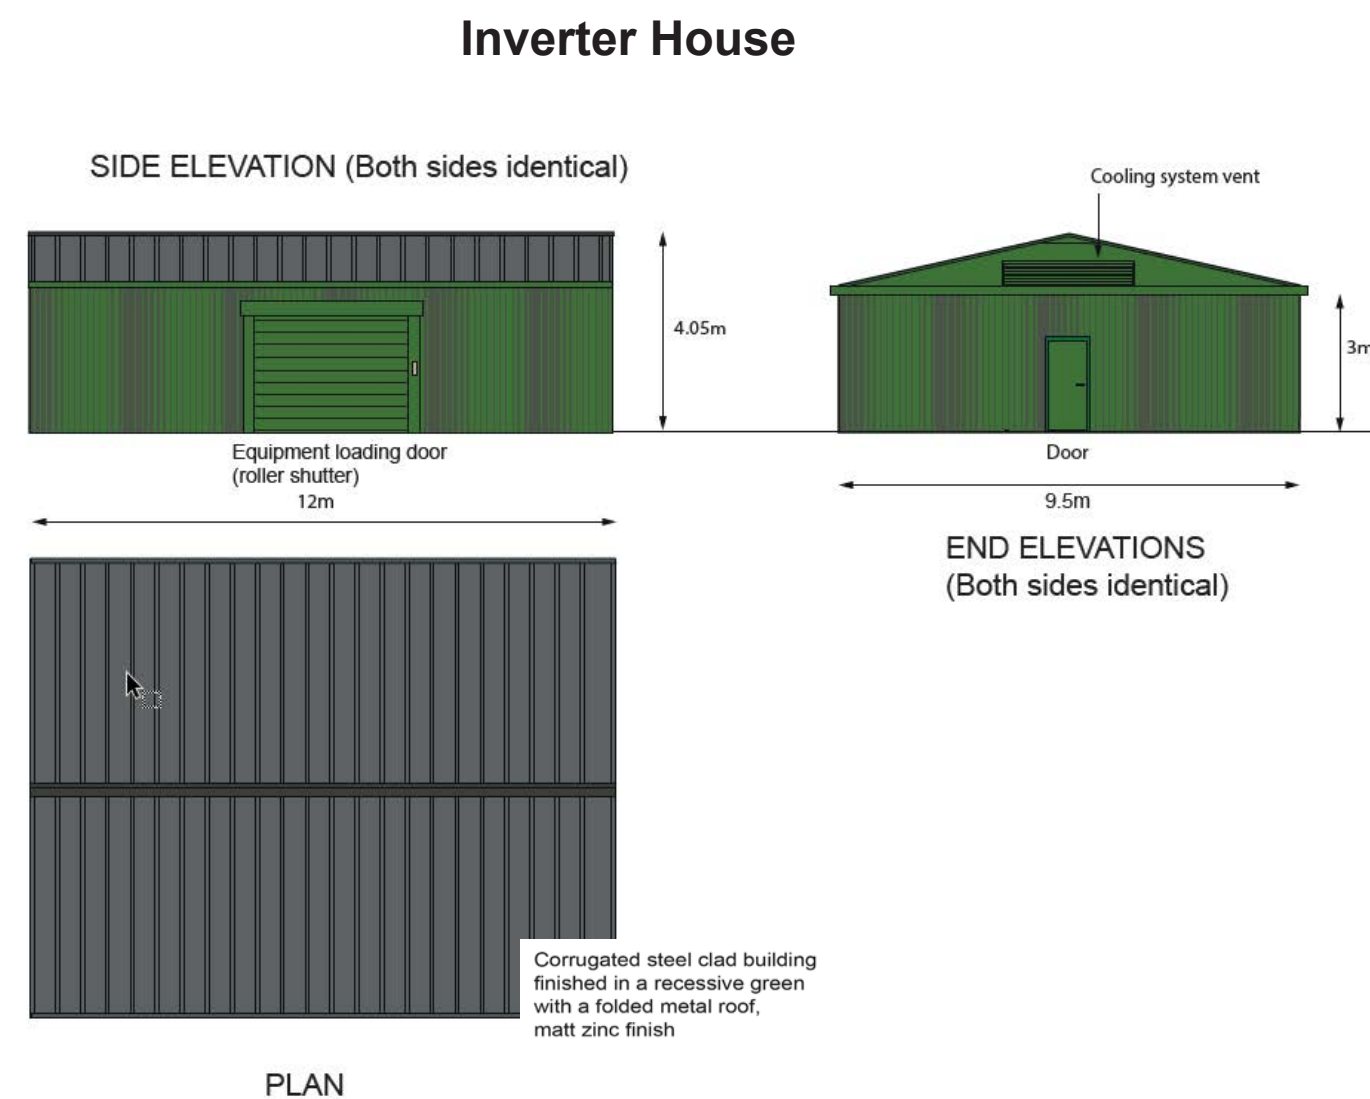 Inverter House
SIDE ELEVATION (Both sides identical)
Cooling system vent
4.05m
3m
Equipment loading door
(roller shutter)
12m
Door
9.5m
END ELEVATIONS
(Both sides identical)
Corrugated steel clad building
finished in a recessive green
with a folded metal roof,
matt zinc finish
PLAN